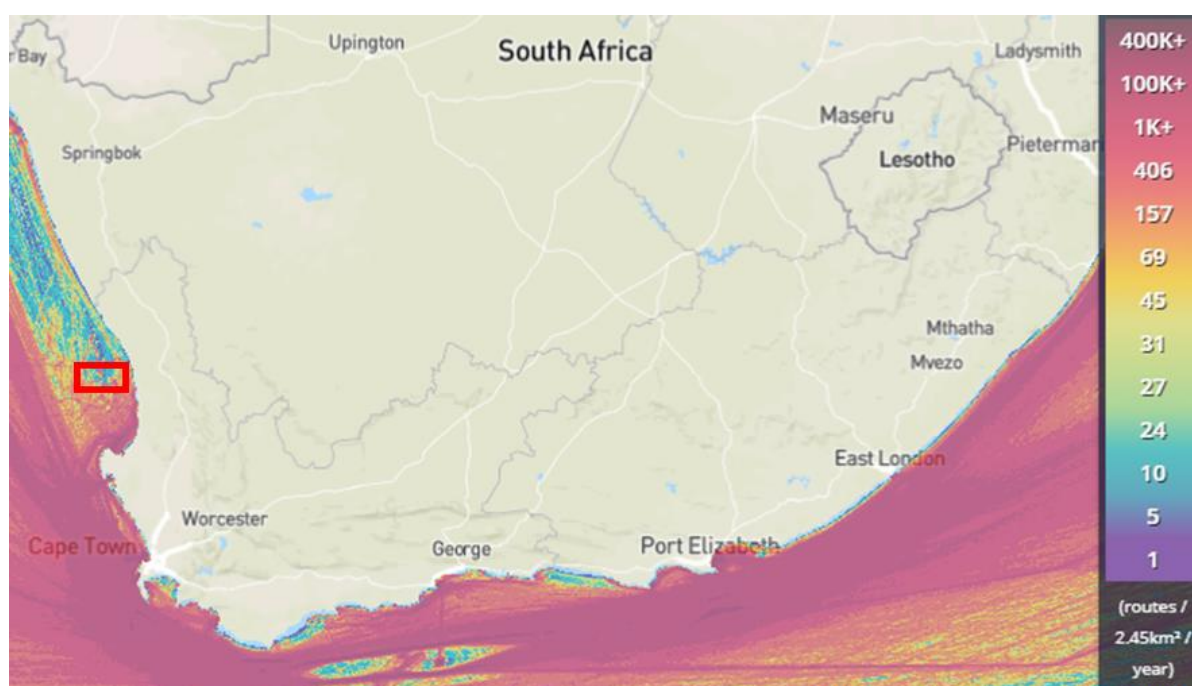 r Bay
Upington
South Africa
Ladysmith
Springbok
Maseru
Lesotho
Pietermar
Mthatha
Mvezo
East London
Worcester
Cape Town
George
Port Elizabeth
400K+
100K+
1K+
406
157
69
45
31
27
24
10
5
1
(routes /
2.45km² /
year)